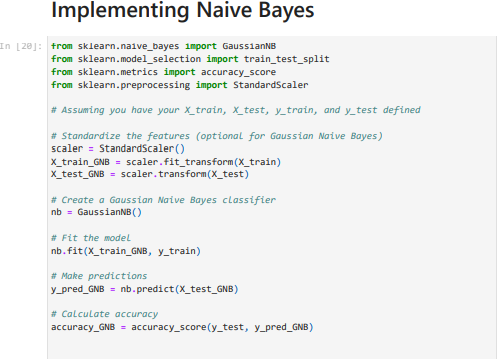 Implementing Naive Bayes
In [20]:
from sklearn.naive_bayes import GaussianNB
from sklearn.model_selection import train_test_split
from sklearn.metrics import accuracy_score
from sklearn.preprocessing import StandardScaler
# Assuming you have your X_train, X_test, y_train, and y_test defined
# Standardize the features (optional for Gaussian Naive Bayes)
scaler = StandardScaler()
X_train_GNB = scaler.fit_transform(X_train)
X_test_GNB = scaler.transform(X_test)
# Create a Gaussian Naive Bayes classifier
nb = GaussianNB()
# Fit the model
nb.fit(X_train_GNB, y_train)
# Make predictions
y_pred_GNB = nb.predict(X_test_GNB)
# Calculate accuracy
accuracy_GNB = accuracy_score(y_test, y_pred_GNB)